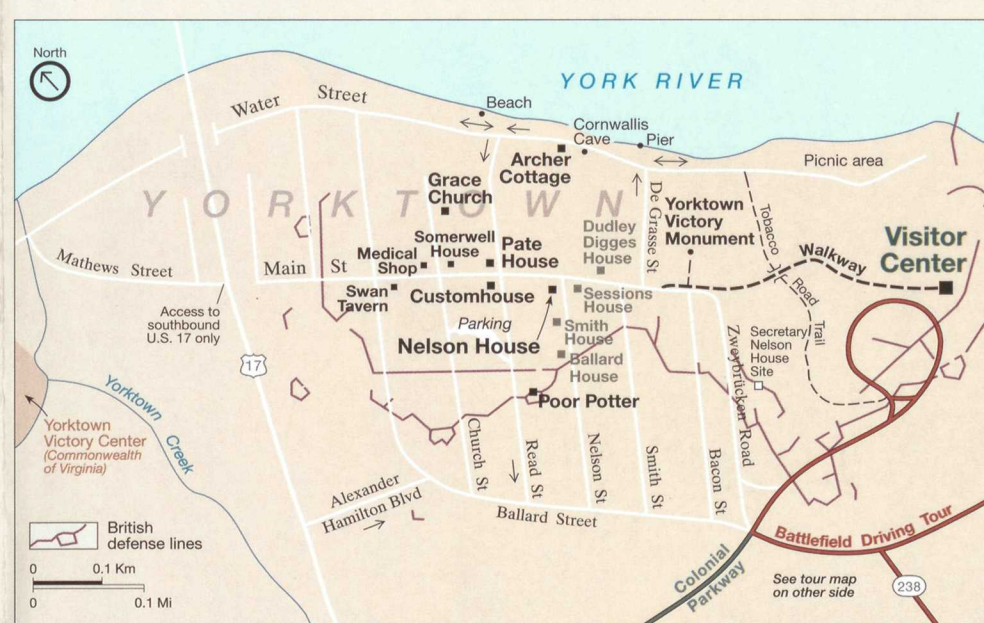 North
YORK RIVER
Beach
Water Street
Cornwallis
Cave
Pier
Archer
Cottage
Picnic area
Grace
Church
YORKTOWN
De Grasse St
Yorktown
Victory
Monument
Tobacco
Road
Trail
Dudley
Digges
House
Visitor
Center
Walkway
Somerwell
House
Pate
House
Medical
Shop
Mathews Street
Main St
Swan
Tavern
Customhouse
Sessions
House
Access to
southbound
U.S. 17 only
Parking
Nelson House
Smith
House
Secretary
Nelson
House
Site
Zweybrücken Road
17
Ballard
House
Poor Potter
Yorktown
Creek
Yorktown
Victory Center
(Commonwealth
of Virginia)
Church St
Read St
Nelson St
Smith St
Bacon St
Alexander
Hamilton Blvd
Ballard Street
British
defense lines
0 0.1 Km
0 0.1 Mi
Colonial
Parkway
Battlefield Driving Tour
See tour map
on other side
238